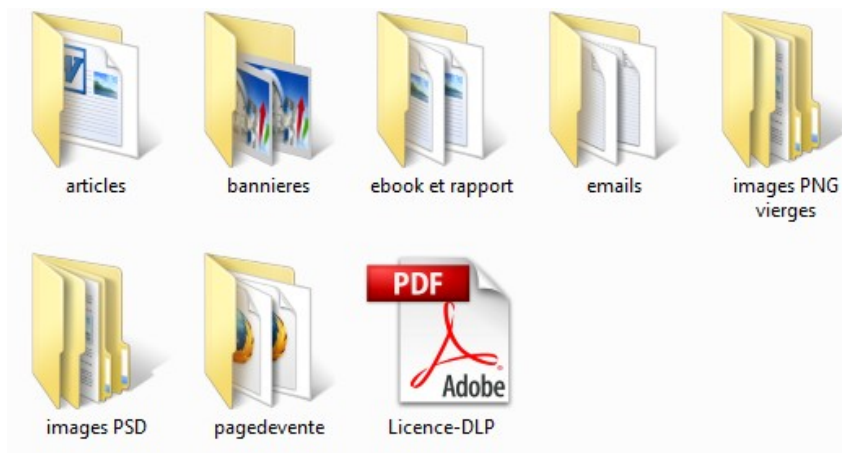 articles
bannieres
ebook et rapport
emails
images PNG
vierges
PDF
Adobe
images PSD
pagedevente
Licence-DLP